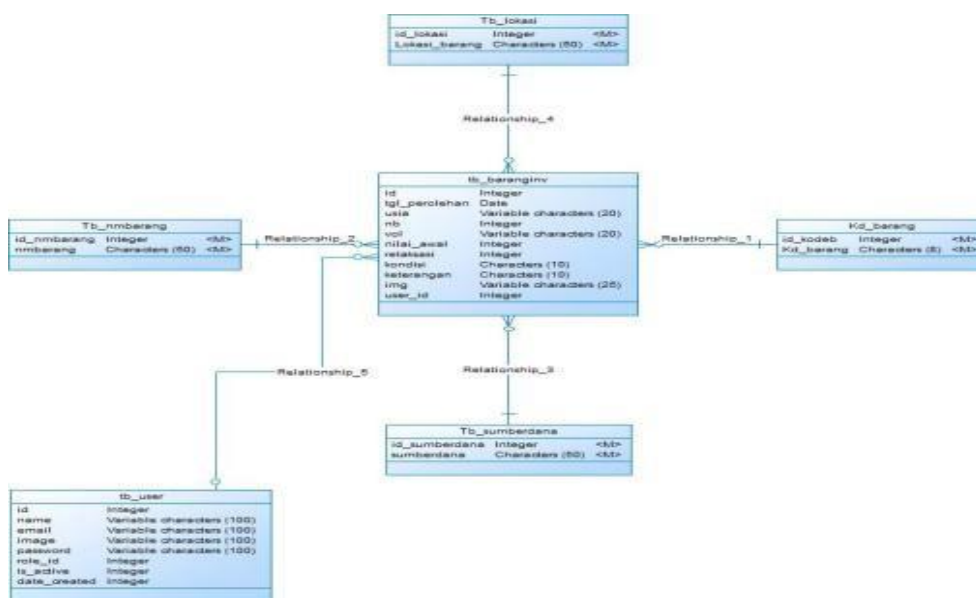 Tb_lokasi
id_lokasi Integer <M>
Lokasi_barang Characters (50) <M>
Relationship_4
tb_baranginv
id Integer
tgl_perolehan Date
usia Variable characters (20)
nb Integer
vol Variable characters (20)
nilai_awal Integer
relaksasi Integer
kondisi Characters (10)
keterangan Characters (10)
img Variable characters (25)
user_id Integer
Tb_nmbarang
id_nmbarang Integer <M>
nmbarang Characters (50) <M>
Relationship_2
Relationship_1
Kd_barang
id_kodeb Integer <M>
Kd_barang Characters (8) <M>
Relationship_5
Relationship_3
Tb_sumberdana
id_sumberdana Integer <M>
sumberdana Characters (50) <M>
tb_user
id Integer
name Variable characters (100)
email Variable characters (100)
image Variable characters (100)
password Variable characters (100)
role_id Integer
is_active Integer
date_created Integer